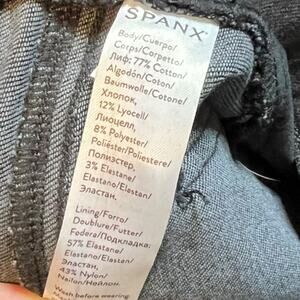 SPANX
Body/Cuerpo/
Corps/Corpetto/
Лиф: 77% Cotton/
Algodón/Coton/
Baumwolle/Cotone/
Хлопок,
12% Lyocell/
Лиоцелл,
8% Polyester/
Poliéster/Poliestere/
Полиэстер,
3% Elastane/
Elastano/Elastan/
Эластан.
Lining/Forro/
Doublure/Futter/
Fodera/Подкладка:
57% Elastane/
Elastano/Elastan/
Эластан,
43% Nylon/
Nailon/Нейлон/
Wash before wearing.